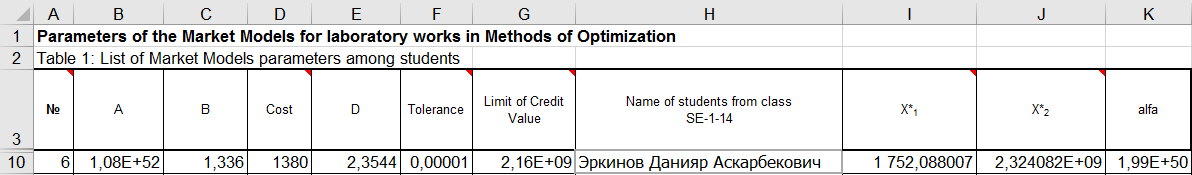 A B C D E F G H I J K
1 Parameters of the Market Models for laboratory works in Methods of Optimization
2 Table 1: List of Market Models parameters among students
3 № A B Cost D Tolerance Limit of Credit Value Name of students from class SE-1-14 X*1 X*2 alfa
10 6 1,08E+52 1,336 1380 2,3544 0,00001 2,16E+09 Эркинов Данияр Аскарбекович 1 752,088007 2,324082E+09 1,99E+50